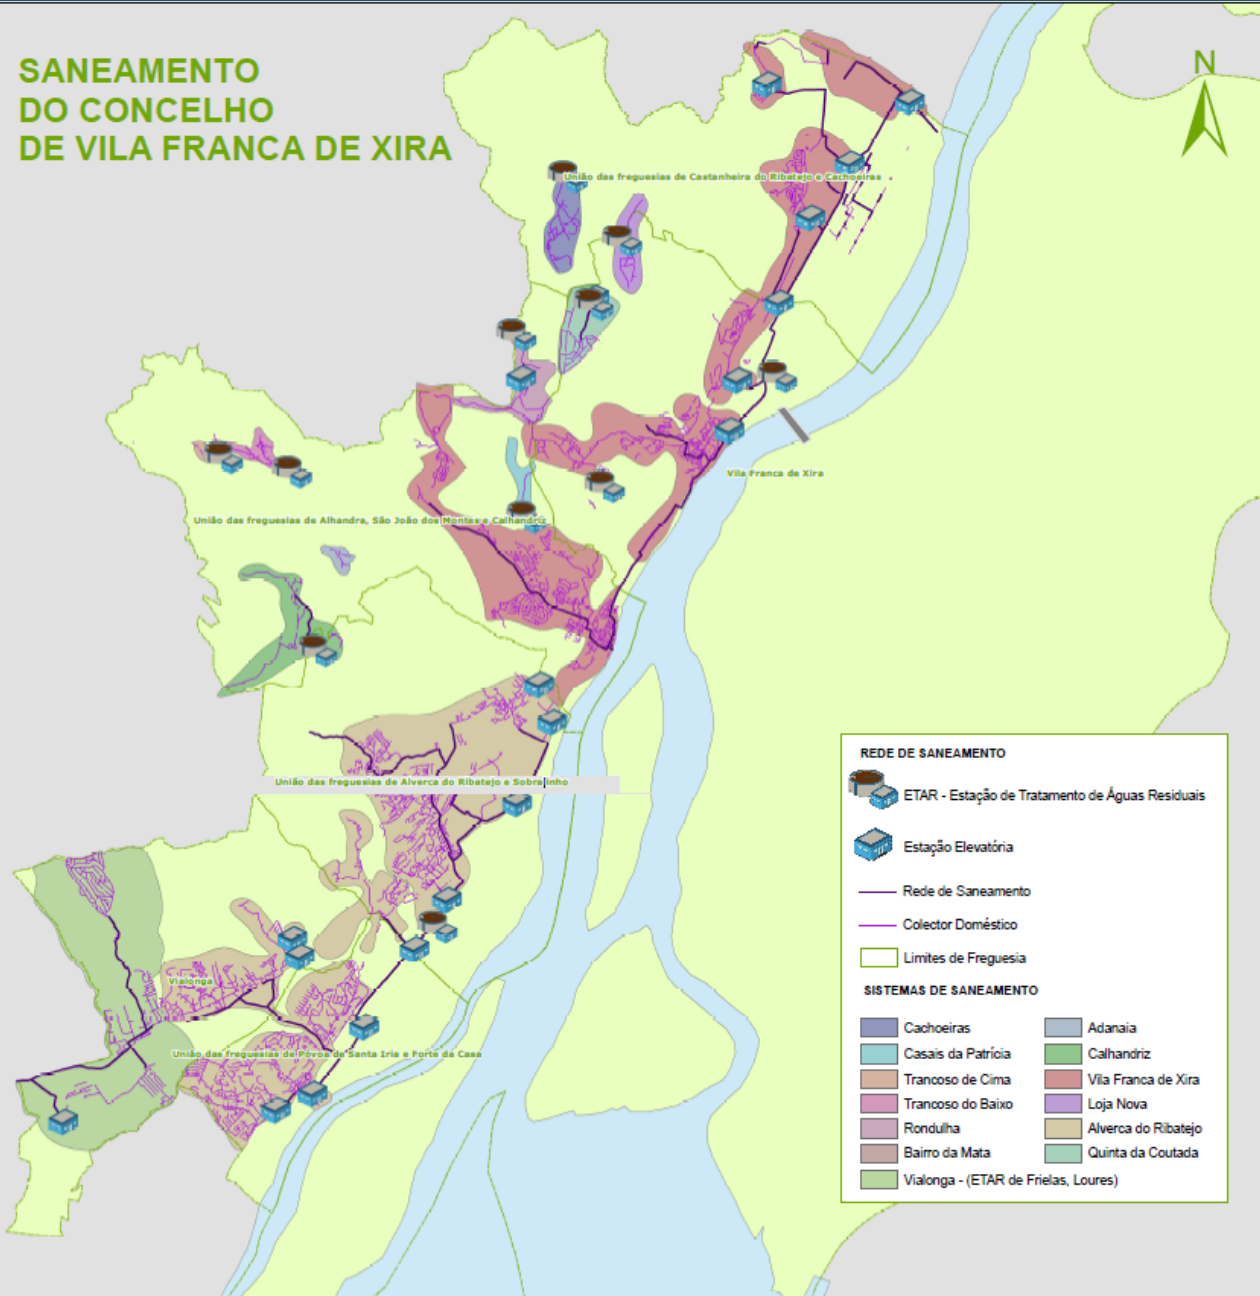 SANEAMENTO
DO CONCELHO
DE VILA FRANCA DE XIRA
N
União das freguesias de Castanheira do Ribatejo e Cachoeiras
Vila Franca de Xira
União das freguesias de Alhandra, São João dos Montes e Calhandriz
União das freguesias de Alverca do Ribatejo e Sobralinho
Vialonga
União das freguesias de Póvoa de Santa Iria e Forte da Casa
REDE DE SANEAMENTO
ETAR - Estação de Tratamento de Águas Residuais
Estação Elevatória
Rede de Saneamento
Colector Doméstico
Limites de Freguesia
SISTEMAS DE SANEAMENTO
Cachoeiras
Adanaia
Casais da Patrícia
Calhandriz
Trancoso de Cima
Vila Franca de Xira
Trancoso do Baixo
Loja Nova
Rondulha
Alverca do Ribatejo
Bairro da Mata
Quinta da Coutada
Vialonga - (ETAR de Frielas, Loures)